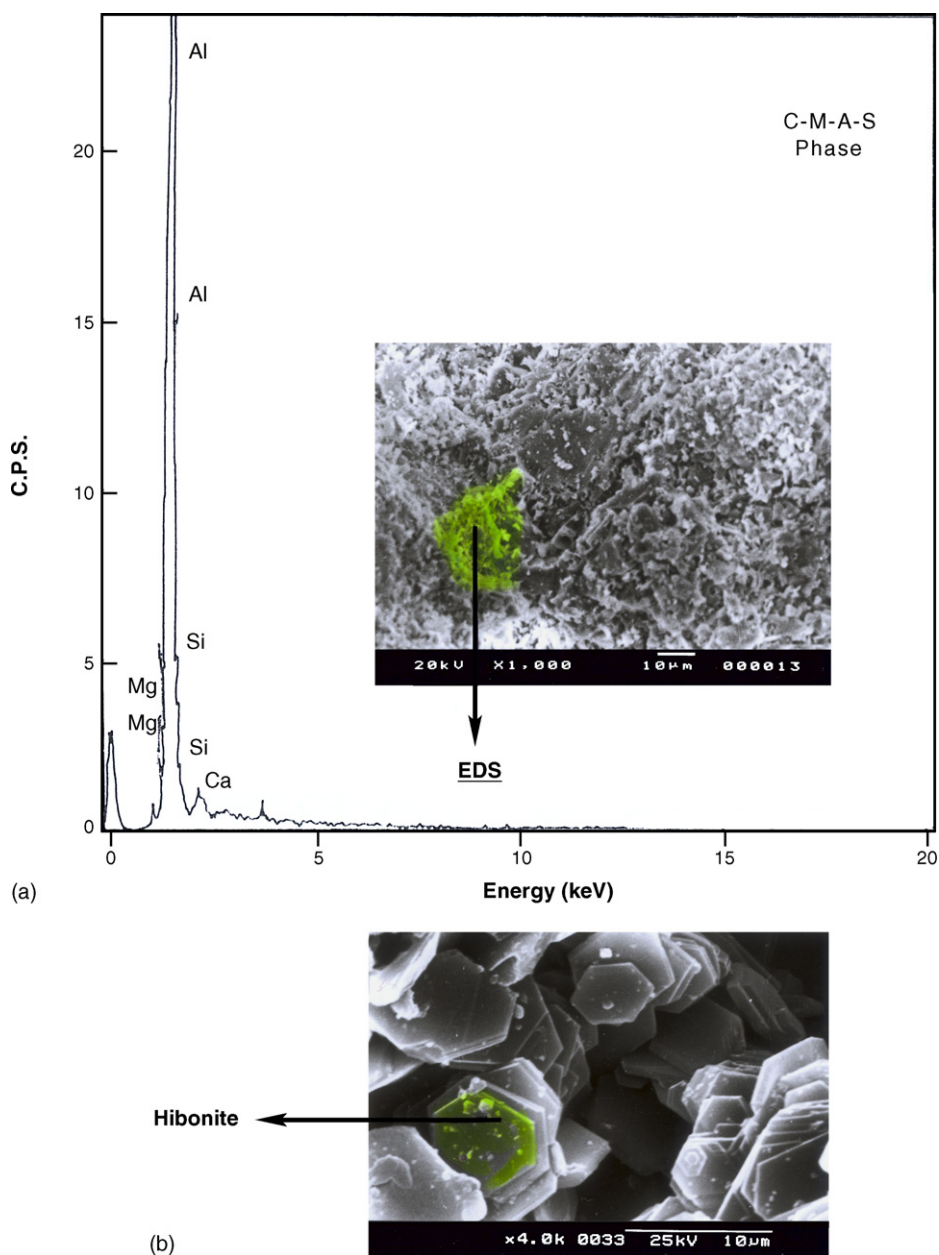 Al
C-M-A-S
Phase
20
Al
15
C.P.S.
10
Si
5
Mg
Mg
Si
Ca
0
20kV X1,000 10µm 000013
EDS
0 5 10 15 20
Energy (keV)
(a)
Hibonite
x4.0k 0033 25kV 10µm
(b)